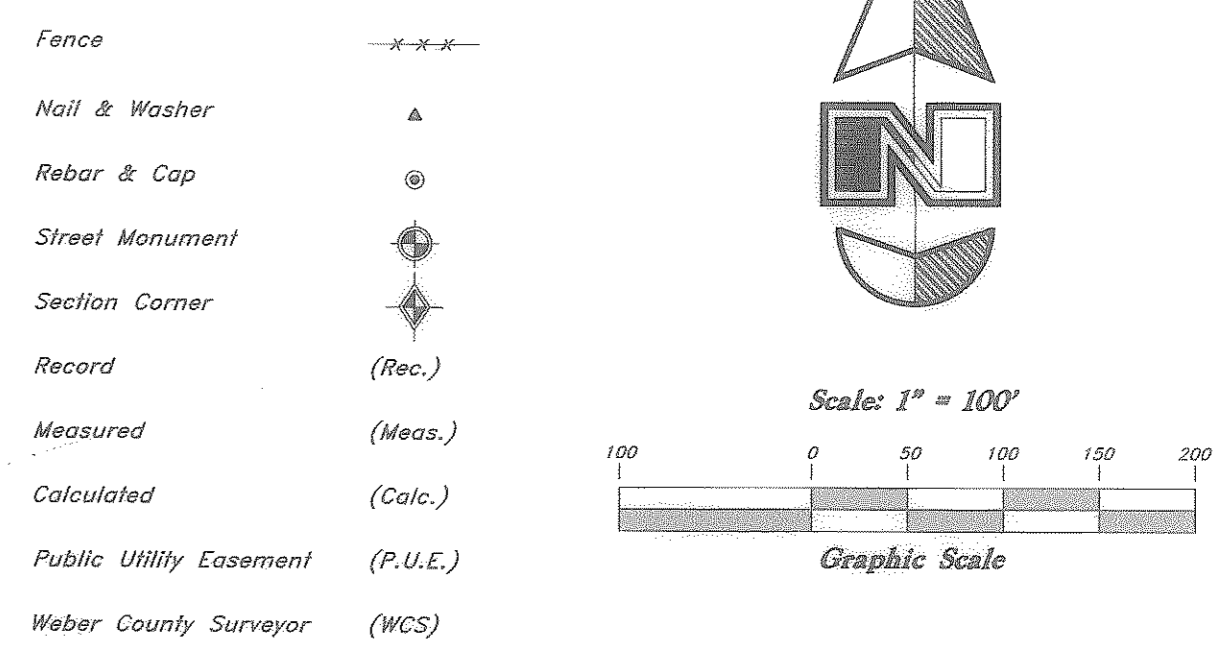 Fence x x x
Nail & Washer
Rebar & Cap
Street Monument
Section Corner
Record (Rec.)
Measured (Meas.)
Calculated (Calc.)
Public Utility Easement (P.U.E.)
Weber County Surveyor (WCS)
N
Scale: 1" = 100'
100 0 50 100 150 200
Graphic Scale